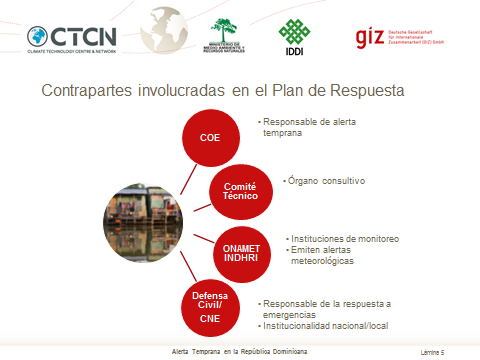 CTCN
CLIMATE TECHNOLOGY CENTRE & NETWORK
MINISTERIO DE
MEDIO AMBIENTE Y
RECURSOS NATURALES
IDDI
giz
Deutsche Gesellschaft
für Internationale
Zusammenarbeit (GIZ) GmbH
Contrapartes involucradas en el Plan de Respuesta
COE
• Responsable de alerta
temprana
Comité
Técnico
• Órgano consultivo
ONAMET
INDHRI
• Instituciones de monitoreo
• Emiten alertas
meteorológicas
Defensa
Civil/
CNE
• Responsable de la respuesta a
emergencias
• Institucionalidad nacional/local
Alerta Temprana en la República Dominicana
Lámina 5